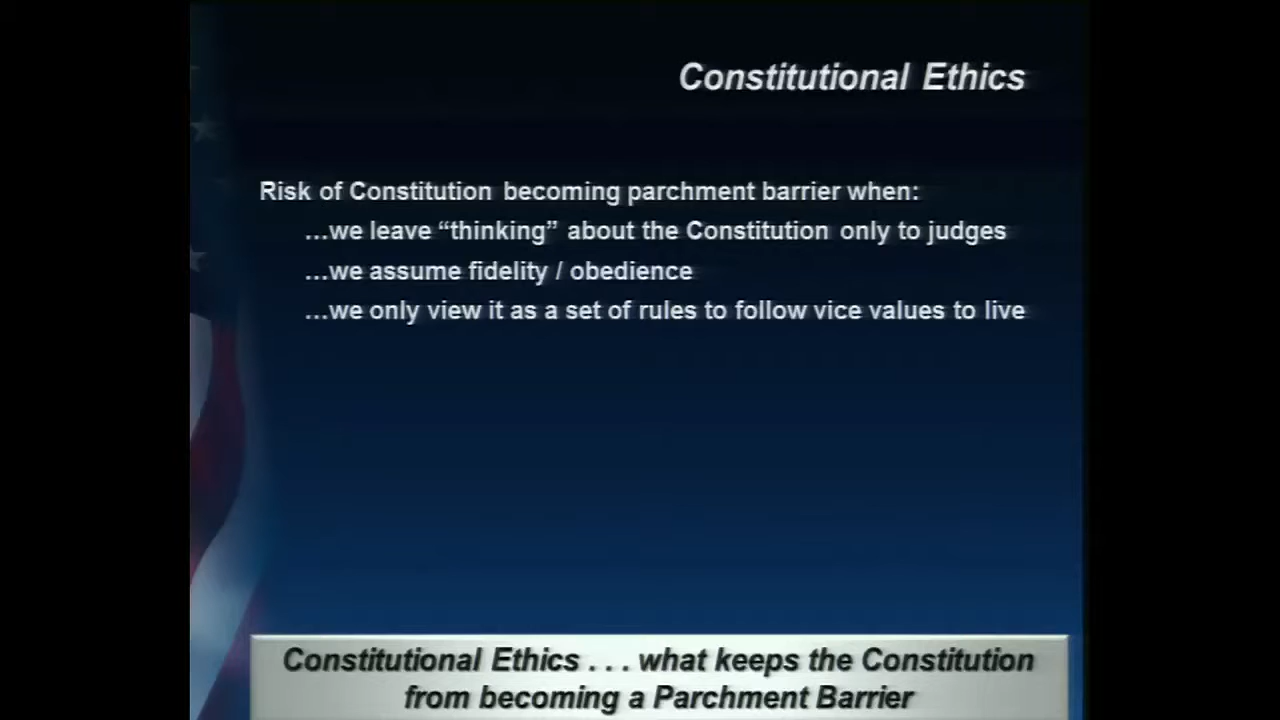 Constitutional Ethics
Risk of Constitution becoming parchment barrier when:
...we leave “thinking” about the Constitution only to judges
...we assume fidelity / obedience
...we only view it as a set of rules to follow vice values to live
Constitutional Ethics . . . what keeps the Constitution
from becoming a Parchment Barrier